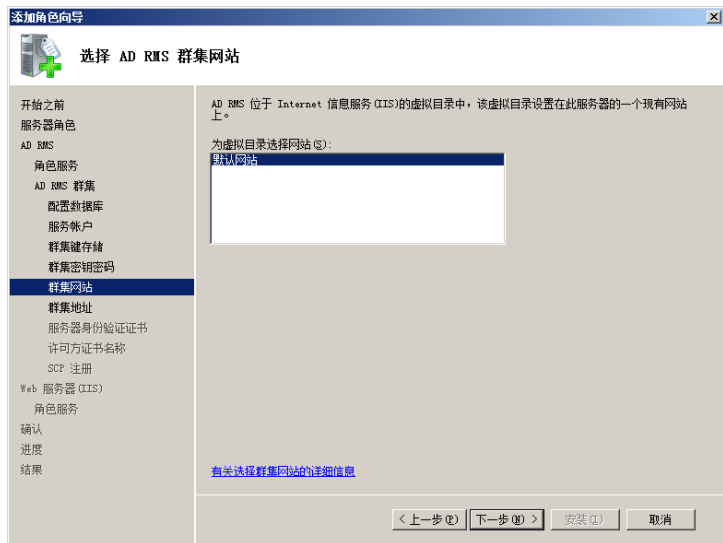 添加角色向导
选择 AD RMS 群集网站
开始之前
服务器角色
AD RMS
角色服务
AD RMS 群集
配置数据库
服务帐户
群集键存储
群集密钥密码
群集网站
群集地址
服务器身份验证证书
许可方证书名称
SCP 注册
Web 服务器(IIS)
角色服务
确认
进度
结果
AD RMS 位于 Internet 信息服务(IIS)的虚拟目录中，该虚拟目录设置在此服务器的一个现有网站
上。
为虚拟目录选择网站(S):
默认网站
有关选择群集网站的详细信息
< 上一步(P) 下一步(N) > 安装(I) 取消